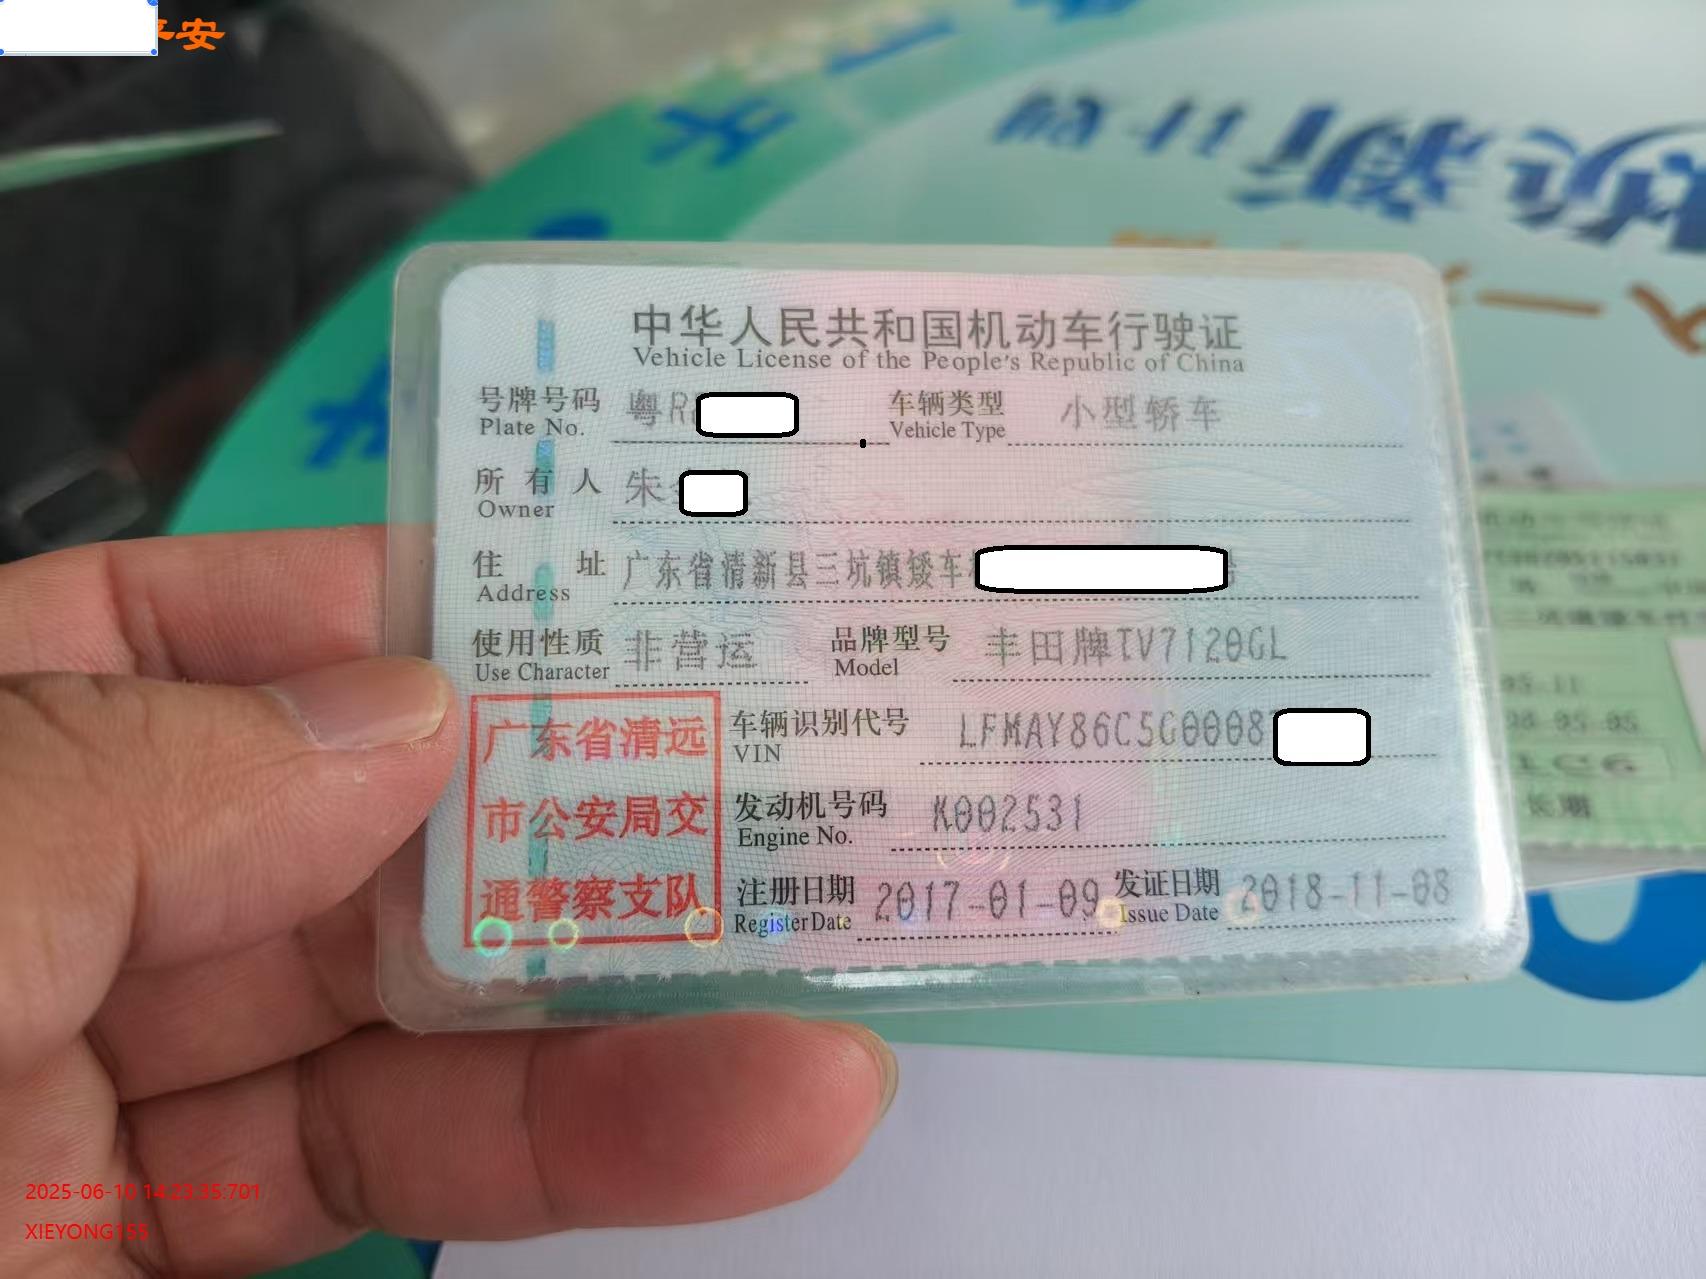 平安
计划
中华人民共和国机动车行驶证
Vehicle License of the People's Republic of China
号牌号码 粤R 车辆类型 小型轿车
Plate No. Vehicle Type
所有人 朱
Owner
住址 广东省清新县三坑镇矮车
Address
使用性质 非营运 品牌型号 丰田牌TV7120GL
Use Character Model
广东省清远 车辆识别代号 LFMAY86C5G0008
VIN
市公安局交 发动机号码 K002531
Engine No.
通警察支队 注册日期 2017-01-09 发证日期 2018-11-08
Register Date Issue Date
长期
2025-06-10 14:23:35:701
XIEYONG155